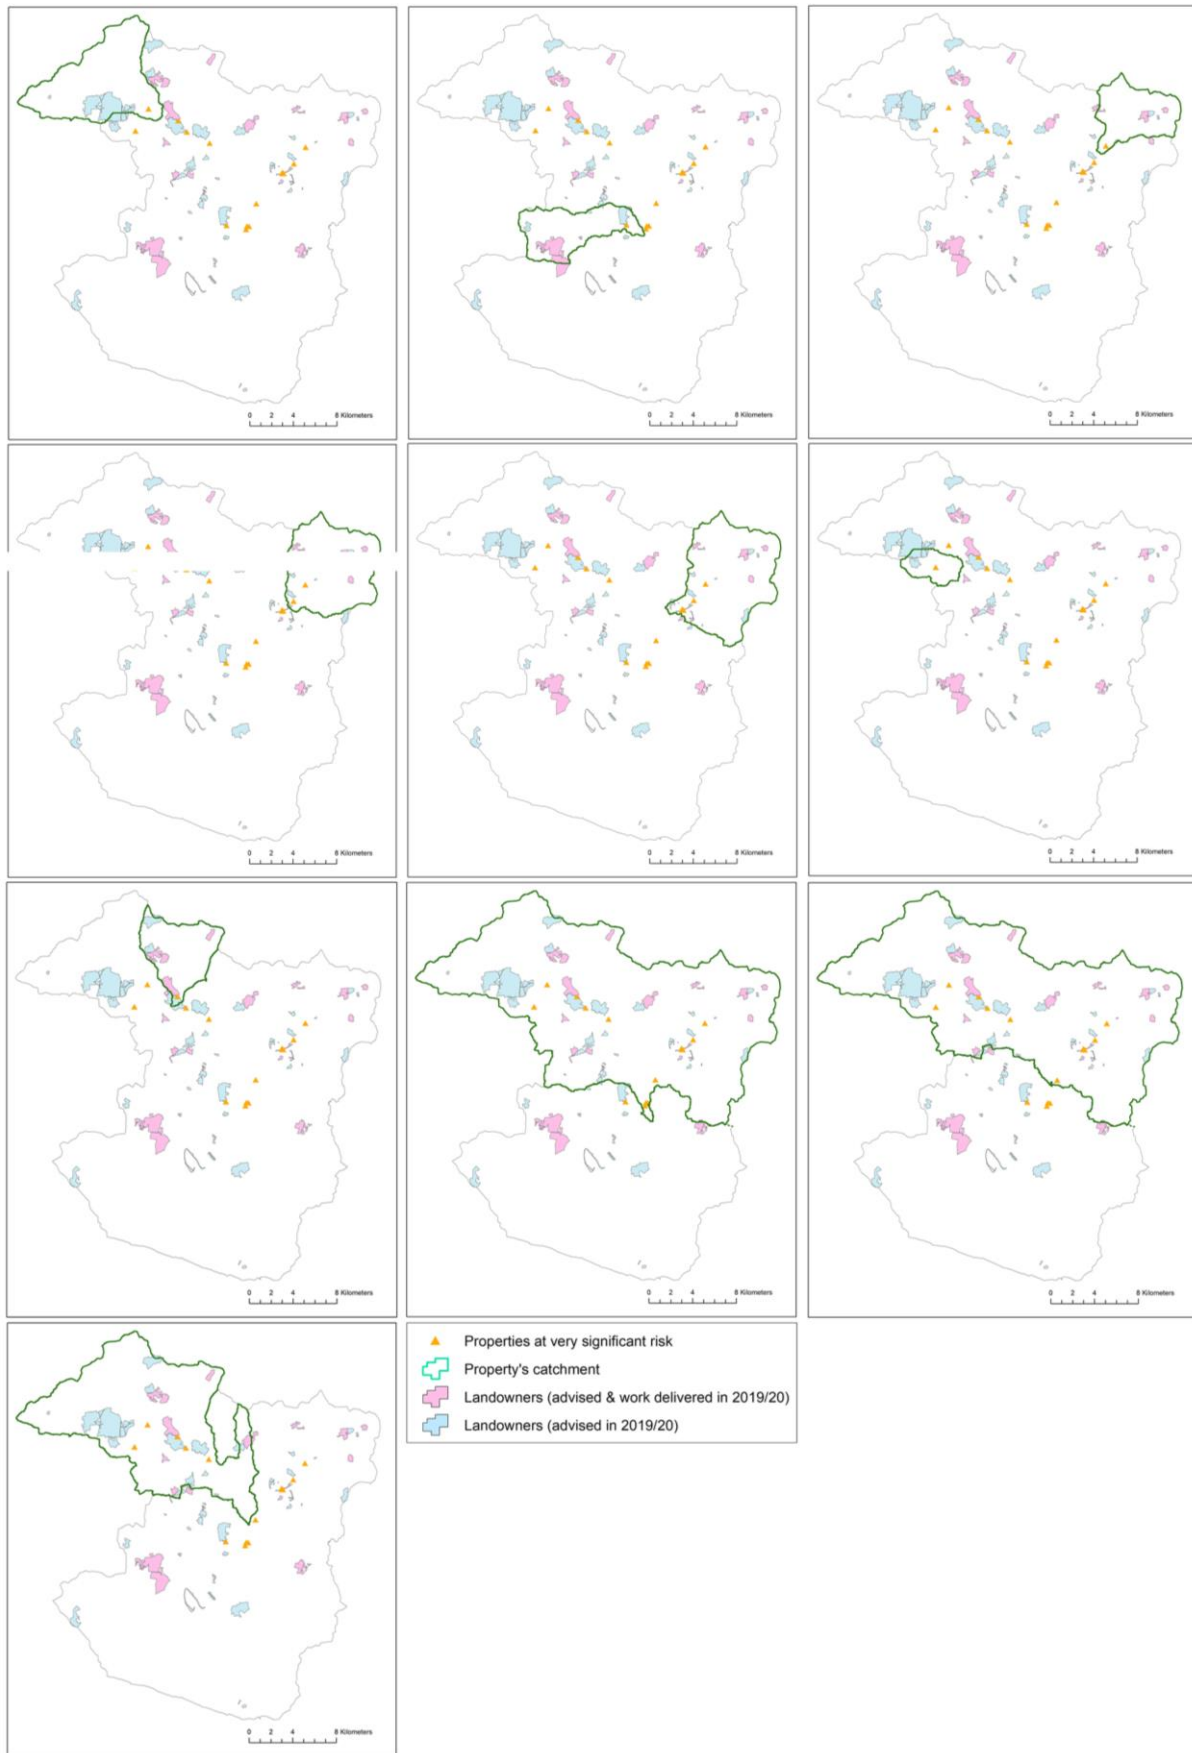 0 2 4 8 Kilometers
0 2 4 8 Kilometers
0 2 4 8 Kilometers
0 2 4 8 Kilometers
0 2 4 8 Kilometers
0 2 4 8 Kilometers
0 2 4 8 Kilometers
0 2 4 8 Kilometers
0 2 4 8 Kilometers
Properties at very significant risk
Property's catchment
Landowners (advised & work delivered in 2019/20)
Landowners (advised in 2019/20)
0 2 4 8 Kilometers